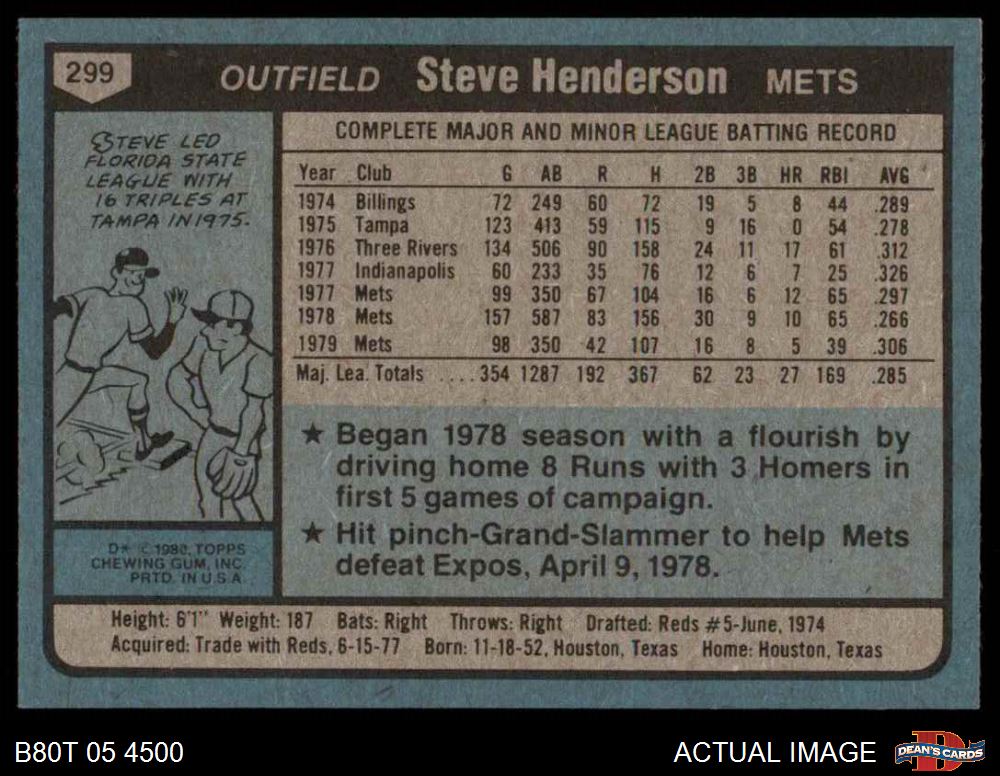 299 OUTFIELD Steve Henderson METS
STEVE LED
FLORIDA STATE
LEAGUE WITH
16 TRIPLES AT
TAMPA IN 1975.
COMPLETE MAJOR AND MINOR LEAGUE BATTING RECORD
Year Club G AB R H 2B 3B HR RBI AVG
1974 Billings 72 249 60 72 19 5 8 44 .289
1975 Tampa 123 413 59 115 9 16 0 54 .278
1976 Three Rivers 134 506 90 158 24 11 17 61 .312
1977 Indianapolis 60 233 35 76 12 6 7 25 .326
1977 Mets 99 350 67 104 16 6 12 65 .297
1978 Mets 157 587 83 156 30 9 10 65 .266
1979 Mets 98 350 42 107 16 8 5 39 .306
Maj. Lea. Totals .... 354 1287 192 367 62 23 27 169 .285
★ Began 1978 season with a flourish by
driving home 8 Runs with 3 Homers in
first 5 games of campaign.
★ Hit pinch-Grand-Slammer to help Mets
defeat Expos, April 9, 1978.
D* © 1980, TOPPS
CHEWING GUM, INC.
PRTD. IN U.S.A.
Height: 6'1" Weight: 187 Bats: Right Throws: Right Drafted: Reds #5-June, 1974
Acquired: Trade with Reds, 6-15-77 Born: 11-18-52, Houston, Texas Home: Houston, Texas
B80T 05 4500 ACTUAL IMAGE DEAN'S CARDS